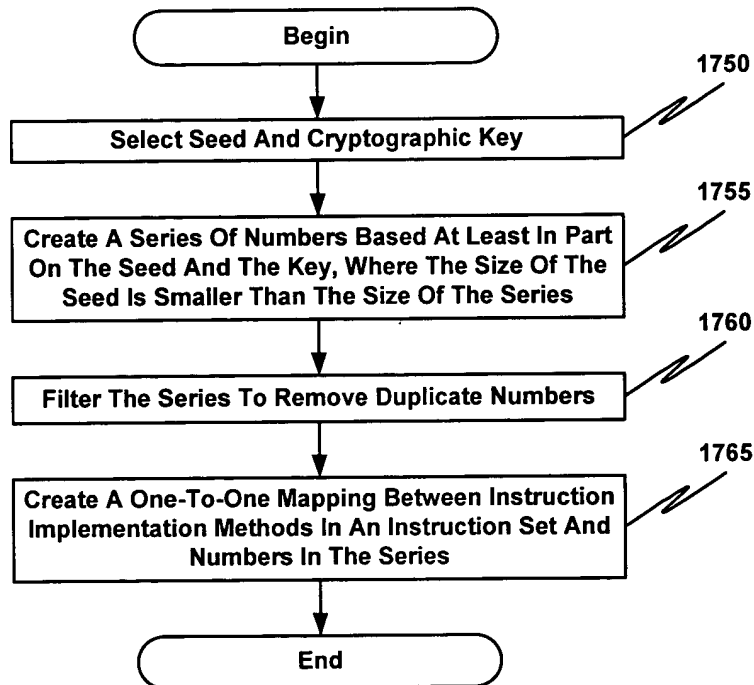 Begin
1750
Select Seed And Cryptographic Key
1755
Create A Series Of Numbers Based At Least In Part
On The Seed And The Key, Where The Size Of The
Seed Is Smaller Than The Size Of The Series
1760
Filter The Series To Remove Duplicate Numbers
1765
Create A One-To-One Mapping Between Instruction
Implementation Methods In An Instruction Set And
Numbers In The Series
End